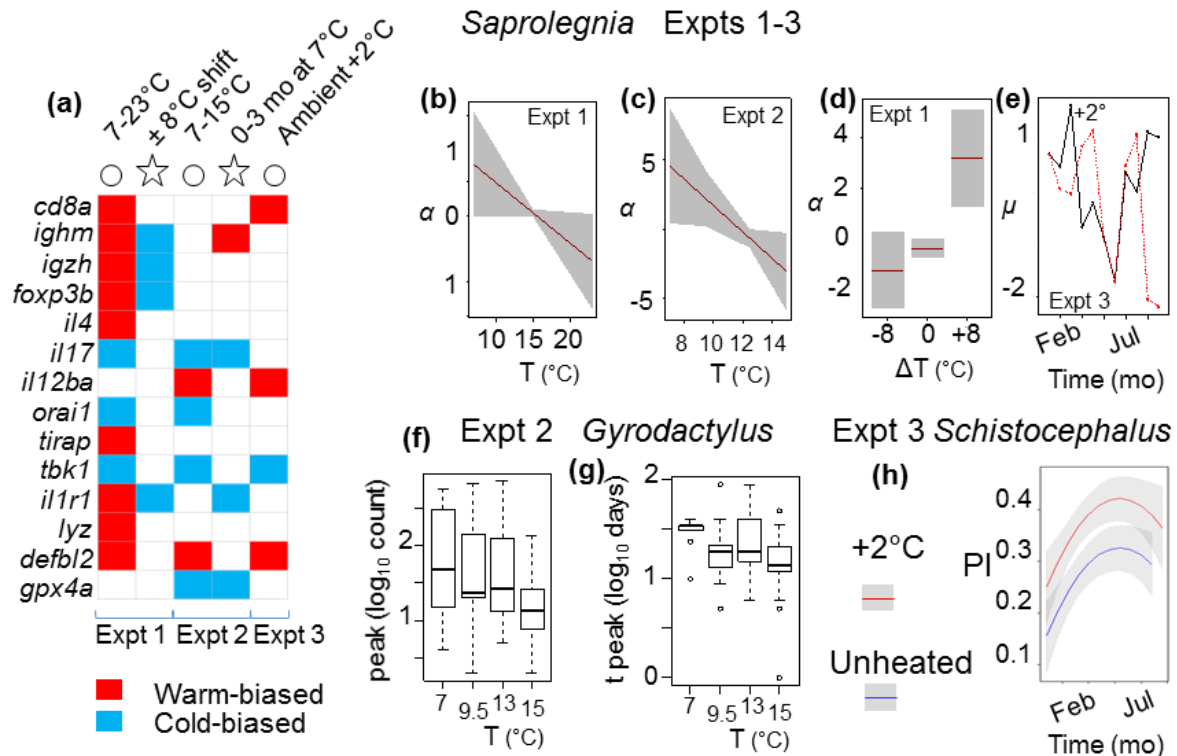 Saprolegnia Expts 1-3
(a)
7-23°C
± 8°C shift
7-15°C
0-3 mo at 7°C
Ambient +2°C
cd8a
ighm
igzh
foxp3b
il4
il17
il12ba
orai1
tirap
tbk1
il1r1
lyz
defbl2
gpx4a
Expt 1 Expt 2 Expt 3
Warm-biased
Cold-biased
(b)
Expt 1
α
1
0
1
10 15 20
T (°C)
(c)
Expt 2
α
5
-5
8 10 12 14
T (°C)
(d)
Expt 1
α
4
2
0
-2
-8 0 +8
ΔT (°C)
(e)
+2°
μ
1
-2
Expt 3
Feb Jul
Time (mo)
(f) Expt 2 Gyrodactylus
peak (log10 count)
2
1
7 9.5 13 15
T (°C)
(g)
t peak (log10 days)
2
1
0
7 9.5 13 15
T (°C)
Expt 3 Schistocephalus
(h)
+2°C
Unheated
PI
0.4
0.3
0.2
0.1
Feb Jul
Time (mo)